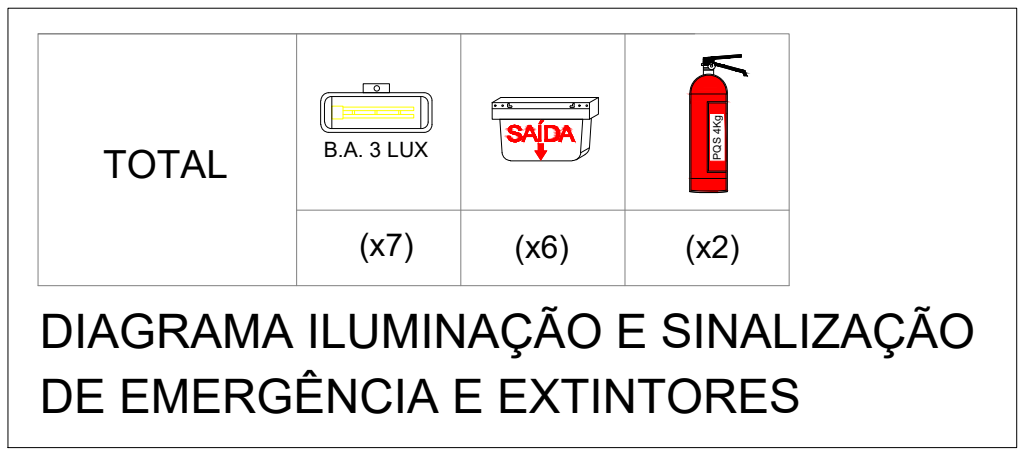 TOTAL
B.A. 3 LUX
SAÍDA
PQS 4Kg
(x7)
(x6)
(x2)
DIAGRAMA ILUMINAÇÃO E SINALIZAÇÃO
DE EMERGÊNCIA E EXTINTORES